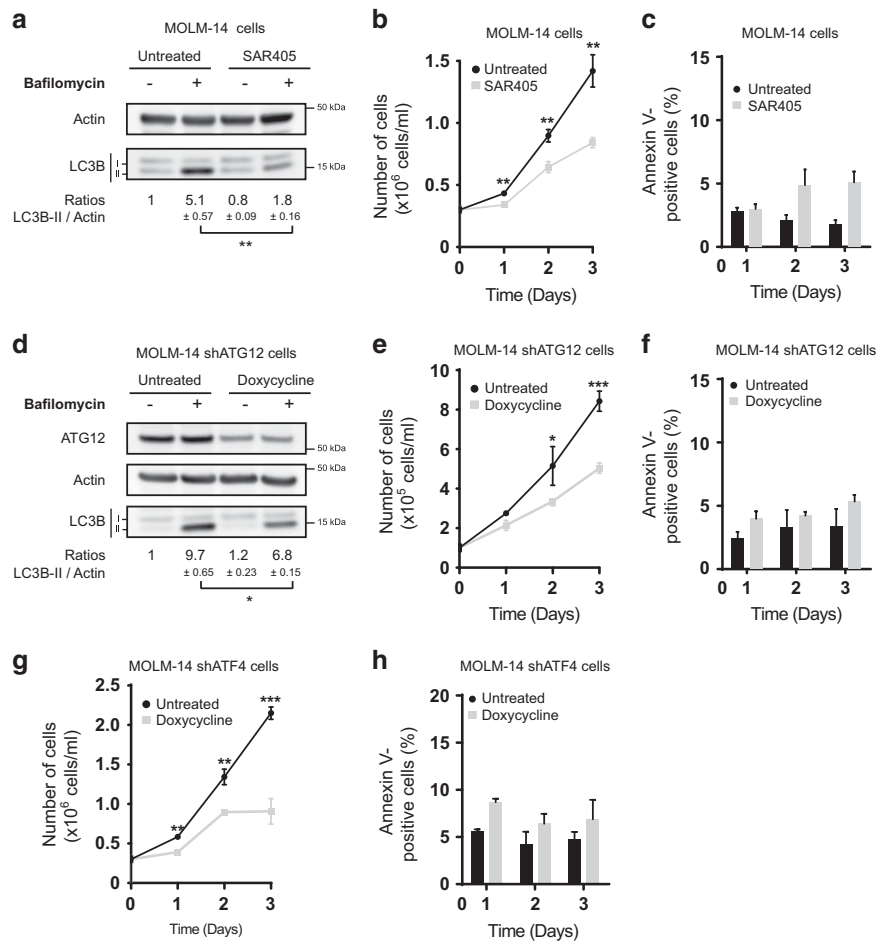 a
MOLM-14 cells
Untreated SAR405
Bafilomycin - + - +
Actin
50 kDa
LC3B I
II
15 kDa
Ratios 1 5.1 0.8 1.8
LC3B-II / Actin ± 0.57 ± 0.09 ± 0.16
**
b
MOLM-14 cells
Number of cells
(x10⁶ cells/ml)
1.5
1.0
0.5
0
Untreated
SAR405
**
**
**
0 1 2 3
Time (Days)
c
MOLM-14 cells
Annexin V-
positive cells (%)
15
10
5
0
Untreated
SAR405
0 1 2 3
Time (Days)
d
MOLM-14 shATG12 cells
Untreated Doxycycline
Bafilomycin - + - +
ATG12
50 kDa
Actin
50 kDa
LC3B I
II
15 kDa
Ratios 1 9.7 1.2 6.8
LC3B-II / Actin ± 0.65 ± 0.23 ± 0.15
*
e
MOLM-14 shATG12 cells
Number of cells
(x10⁵ cells/ml)
10
8
6
4
2
0
Untreated
Doxycycline
*
***
0 1 2 3
Time (Days)
f
MOLM-14 shATG12 cells
Annexin V-
positive cells (%)
15
10
5
0
Untreated
Doxycycline
0 1 2 3
Time (Days)
g
MOLM-14 shATF4 cells
Number of cells
(x10⁶ cells/ml)
2.5
2.0
1.5
1.0
0.5
0
Untreated
Doxycycline
**
**
***
0 1 2 3
Time (Days)
h
MOLM-14 shATF4 cells
Annexin V-
positive cells (%)
20
15
10
5
0
Untreated
Doxycycline
0 1 2 3
Time (Days)